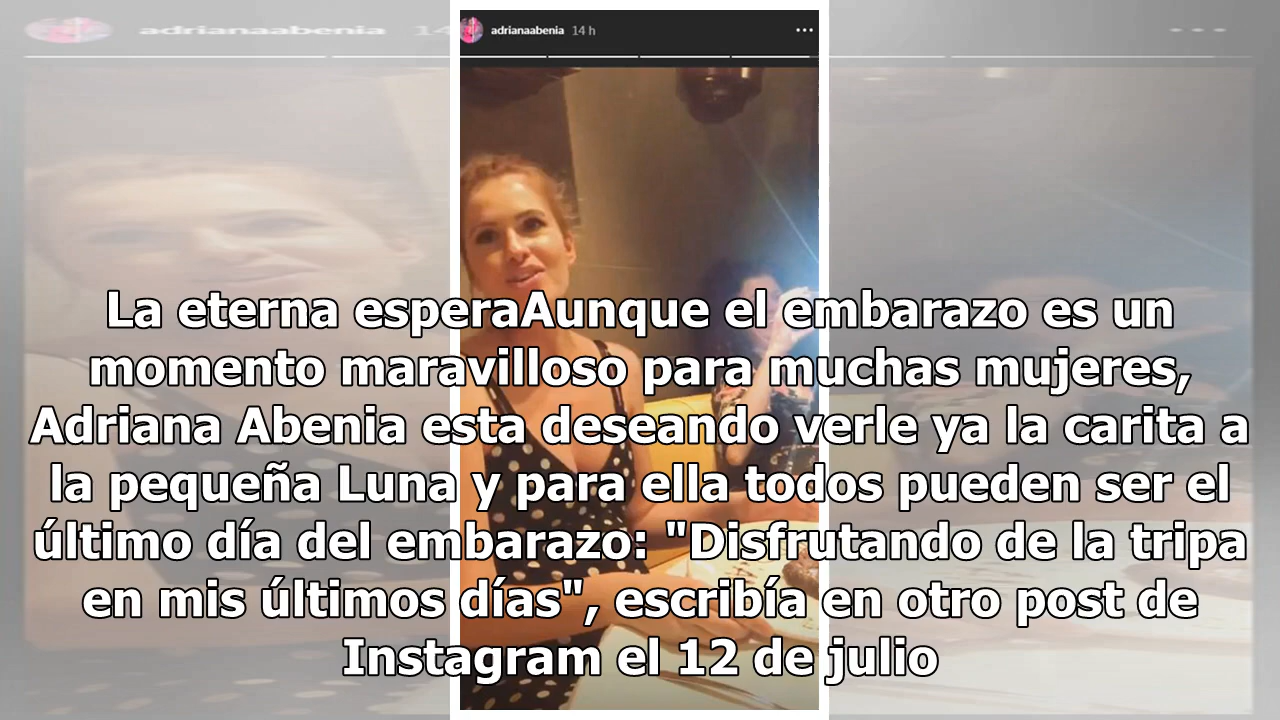 adrianaabenia 14
adrianaabenia 14 h
La eterna esperaAunque el embarazo es un
momento maravilloso para muchas mujeres,
Adriana Abenia esta deseando verle ya la carita a
la pequeña Luna y para ella todos pueden ser el
último día del embarazo: "Disfrutando de la tripa
en mis últimos días", escribía en otro post de
Instagram el 12 de julio